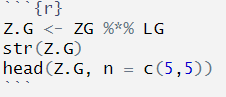 ```{r}
Z.G <- ZG %*% LG
str(Z.G)
head(Z.G, n = c(5,5))
```